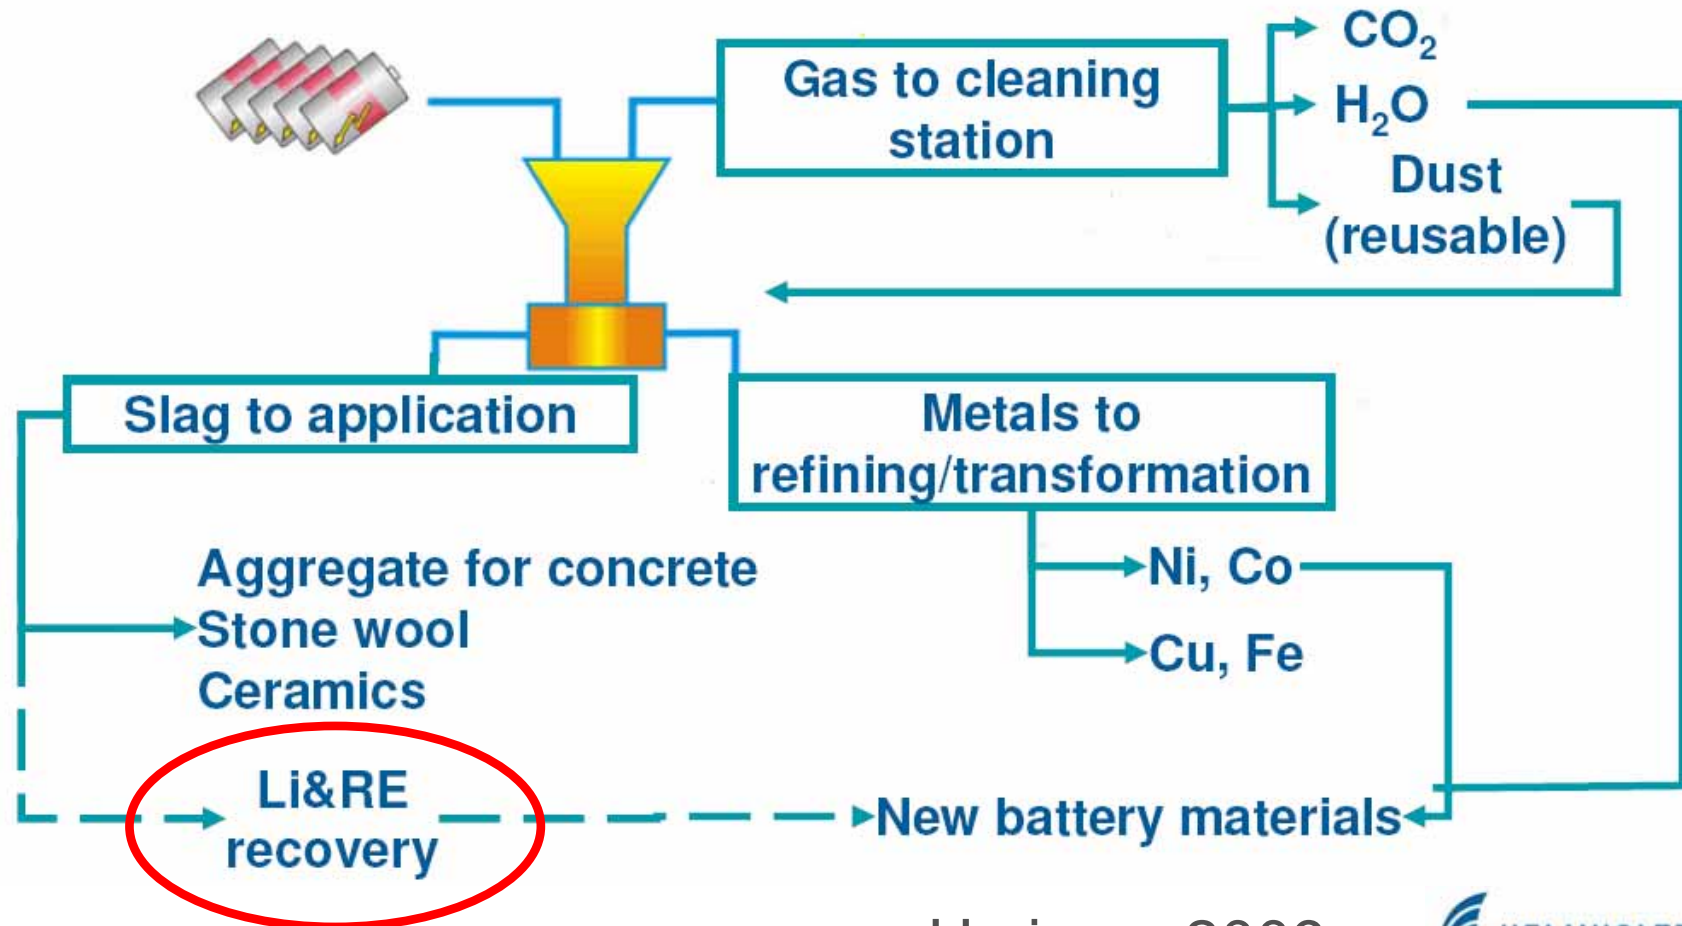 Gas to cleaning
station
CO₂
H₂O
Dust
(reusable)
Slag to application
Metals to
refining/transformation
Aggregate for concrete
Stone wool
Ceramics
Ni, Co
Cu, Fe
Li&RE
recovery
New battery materials